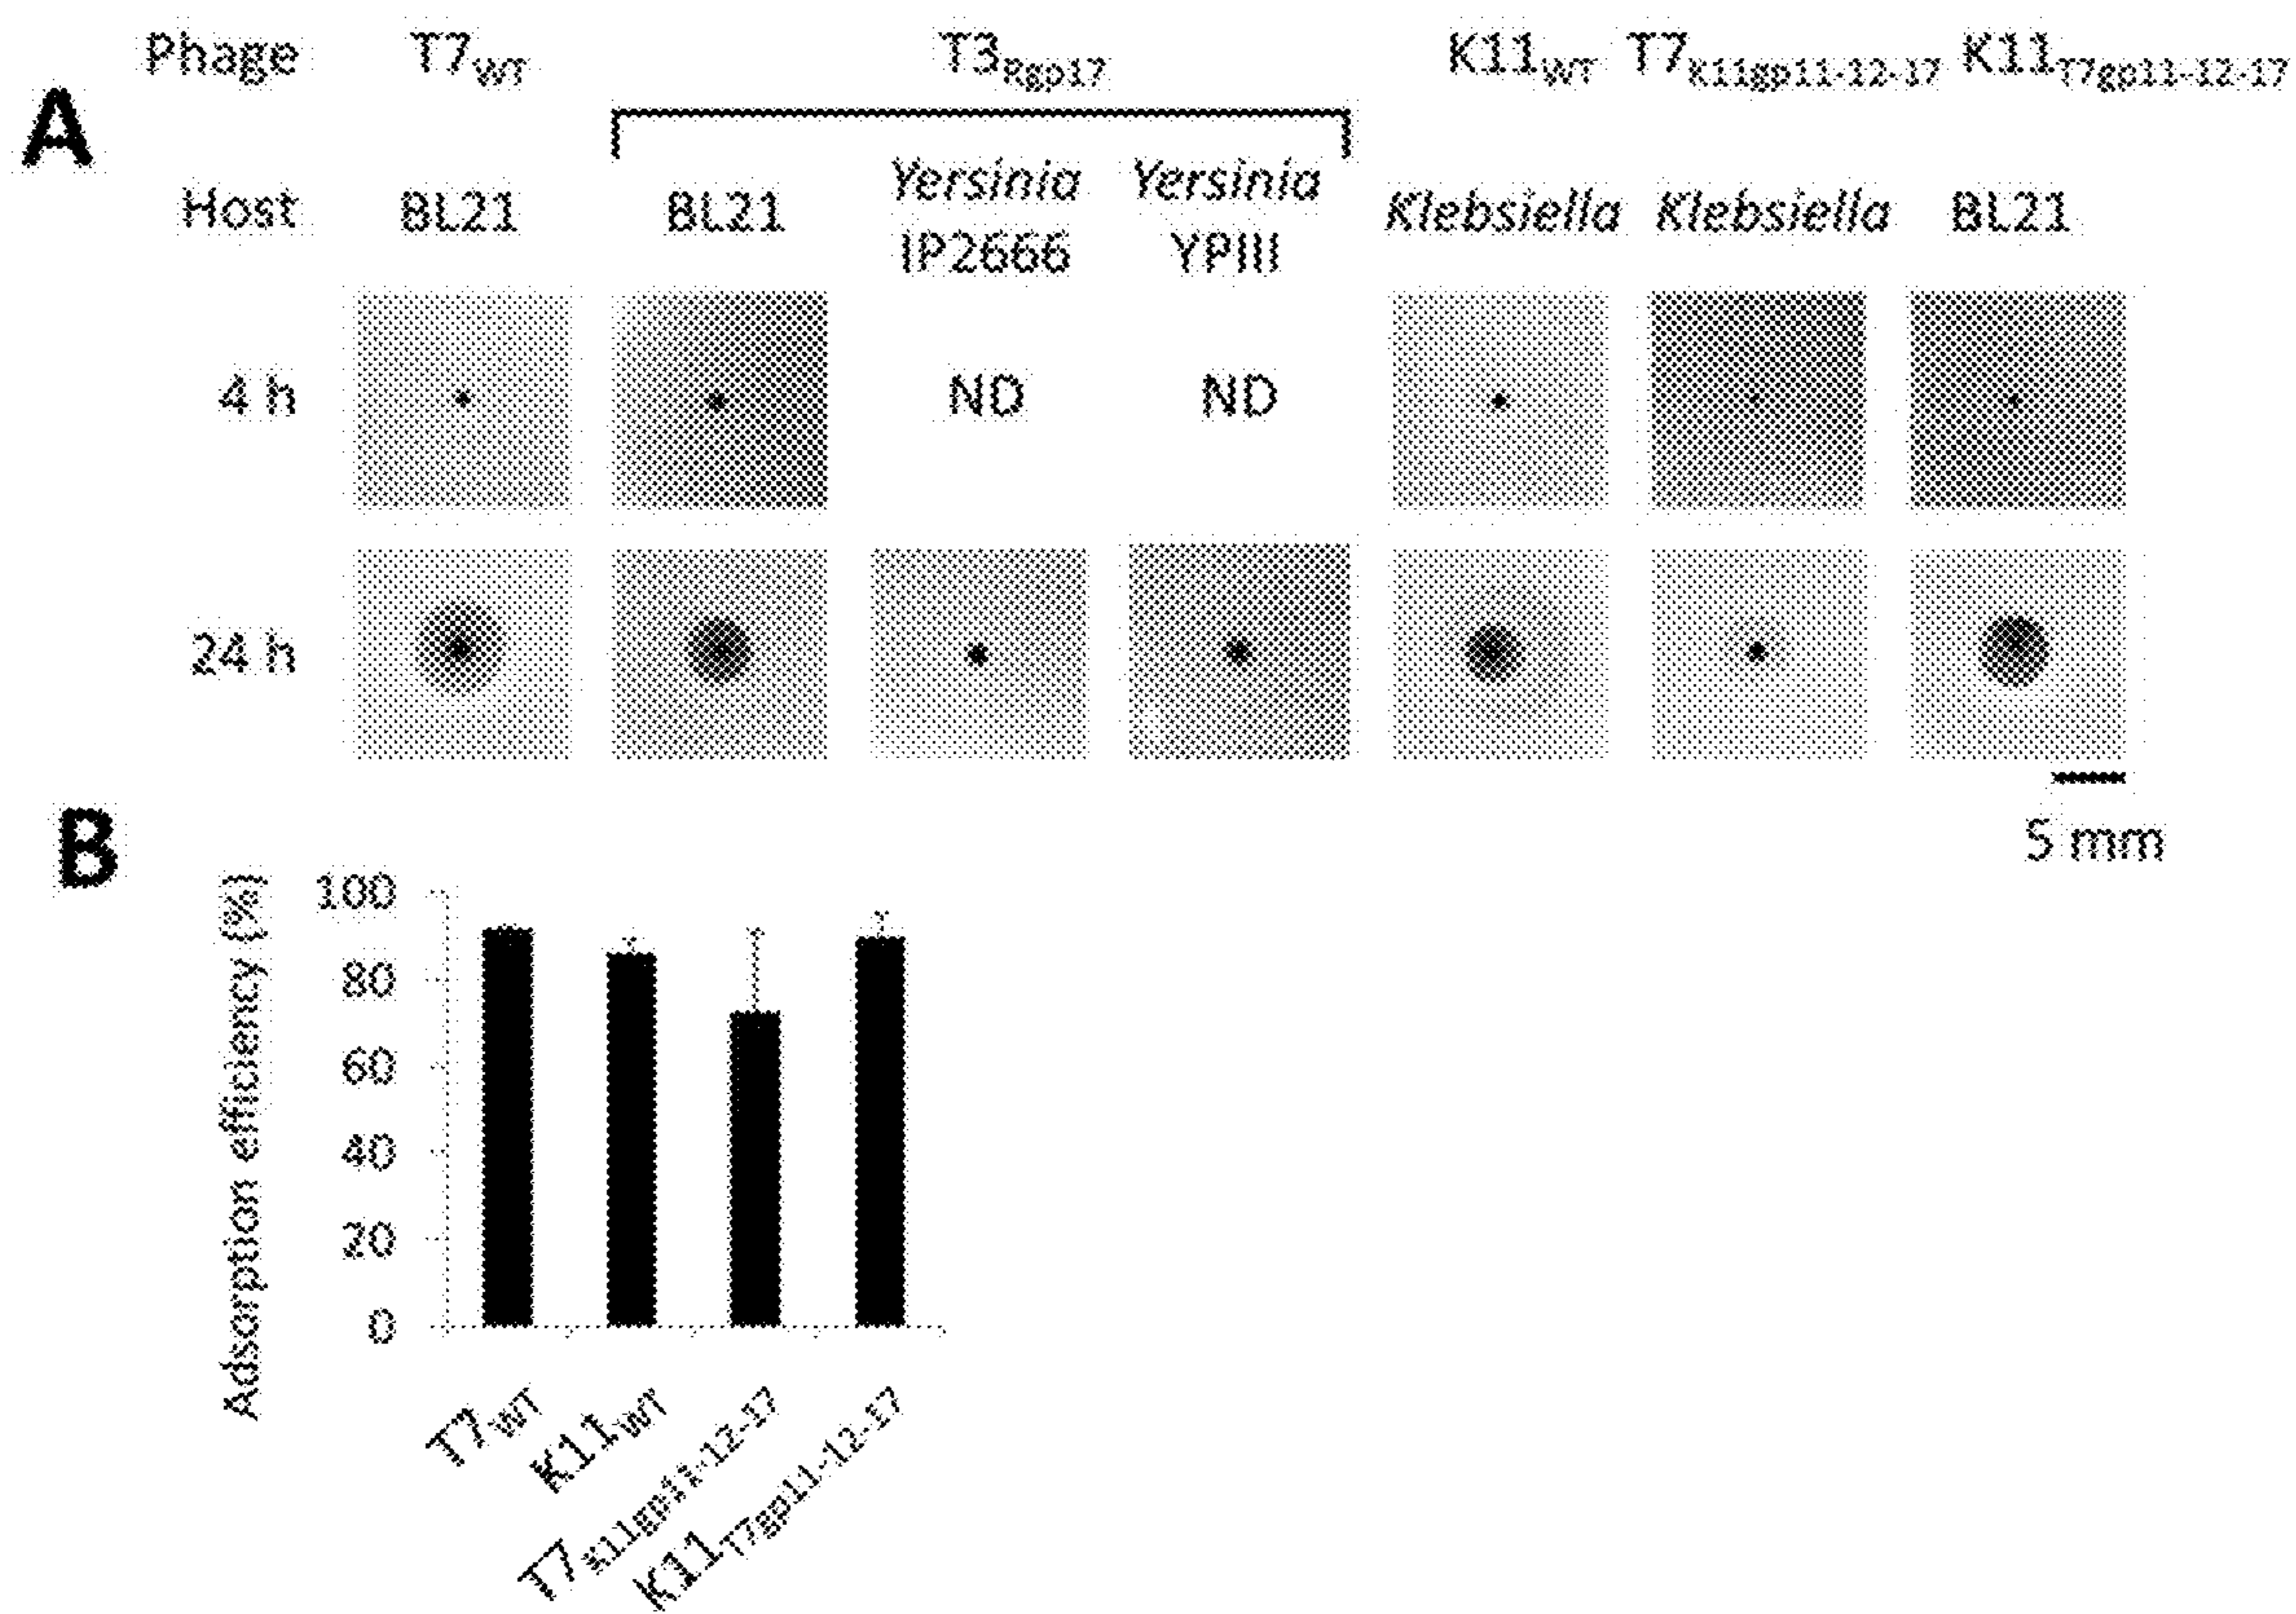 Phage T7WT T3Rgp17 K11WT T7K11gp11-12-17 K11T7gp11-12-17
A
Host BL21 BL21 Yersinia IP2666 Yersinia YPIII Klebsiella Klebsiella BL21
4 h ND ND
24 h
5 mm
B
Adsorption efficiency (%)
100
80
60
40
20
0
T7WT
K11WT
T7K11gp11-12-17
K11T7gp11-12-17